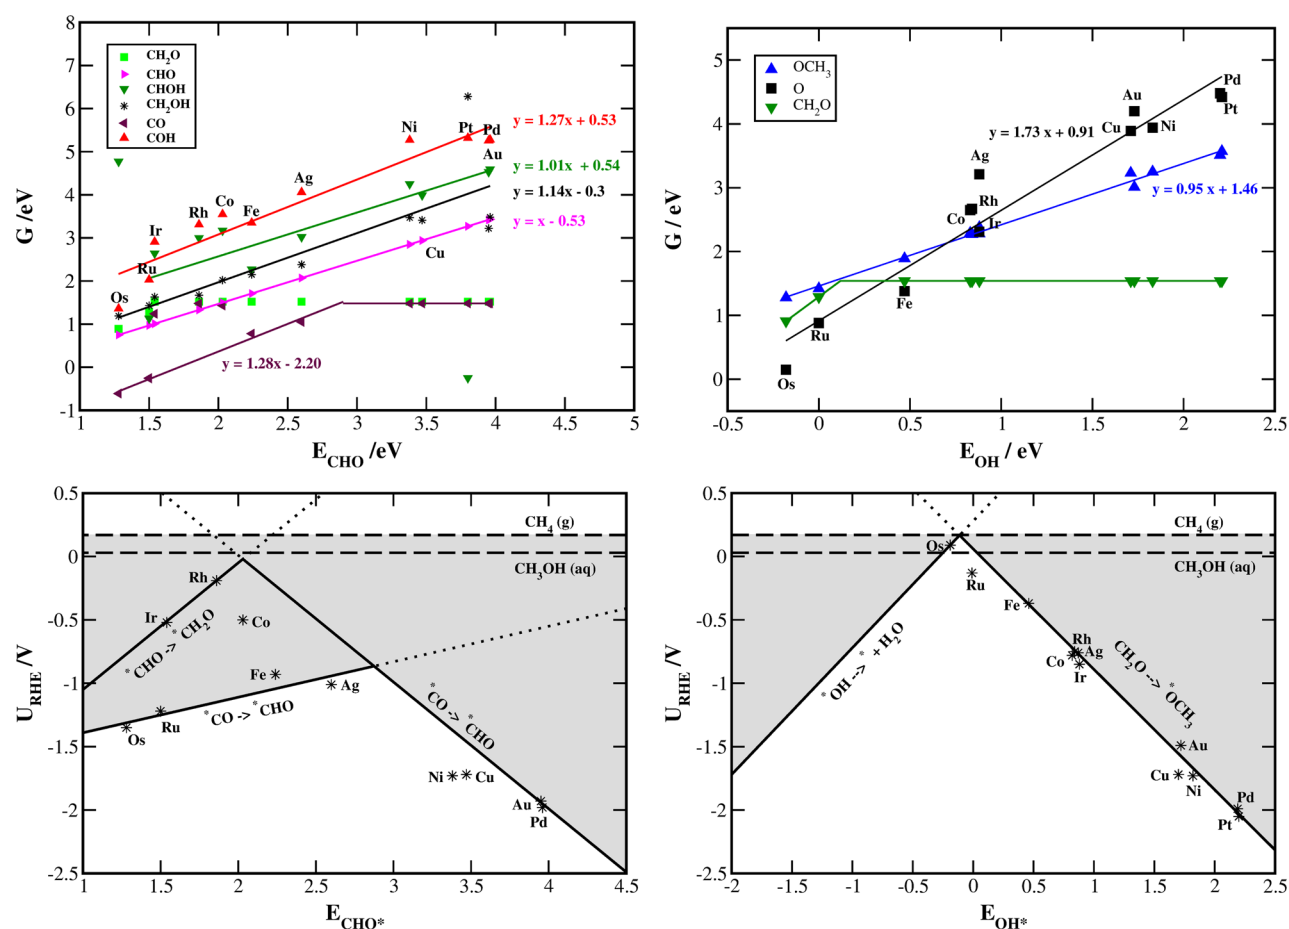 8
7
6
5
4
3
2
1
0
-1
G /eV
CH₂O
CHO
CHOH
CH₂OH
CO
COH
Os
Ru
Ir
Rh
Co
Fe
Ag
Ni
Pt
Pd
Au
Cu
y = 1.27x + 0.53
y = 1.01x + 0.54
y = 1.14x - 0.3
y = x - 0.53
y = 1.28x - 2.20
1 1.5 2 2.5 3 3.5 4 4.5 5
E_CHO /eV
5
4
3
2
1
0
G / eV
OCH₃
O
CH₂O
Os
Ru
Fe
Co
Rh
Ag
Ir
Cu
Au
Ni
Pd
Pt
y = 1.73 x + 0.91
y = 0.95 x + 1.46
-0.5 0 0.5 1 1.5 2 2.5
E_OH / eV
0.5
0
-0.5
-1
-1.5
-2
-2.5
U_RHE /V
CH₄ (g)
CH₃OH (aq)
Rh
Ir
Co
Fe
Ag
Ru
Os
Ni
Cu
Au
Pd
*CHO -> *CH₂O
*CO -> *CHO
*CO -> *CHO
1 1.5 2 2.5 3 3.5 4 4.5
E_CHO*
0.5
0
-0.5
-1
-1.5
-2
-2.5
U_RHE /V
CH₄ (g)
CH₃OH (aq)
Os
Ru
Fe
Rh
Co
Ag
Ir
Au
Cu
Ni
Pd
Pt
*OH --> * + H₂O
CH₂O --> *OCH₃
-2 -1.5 -1 -0.5 0 0.5 1 1.5 2 2.5
E_OH*